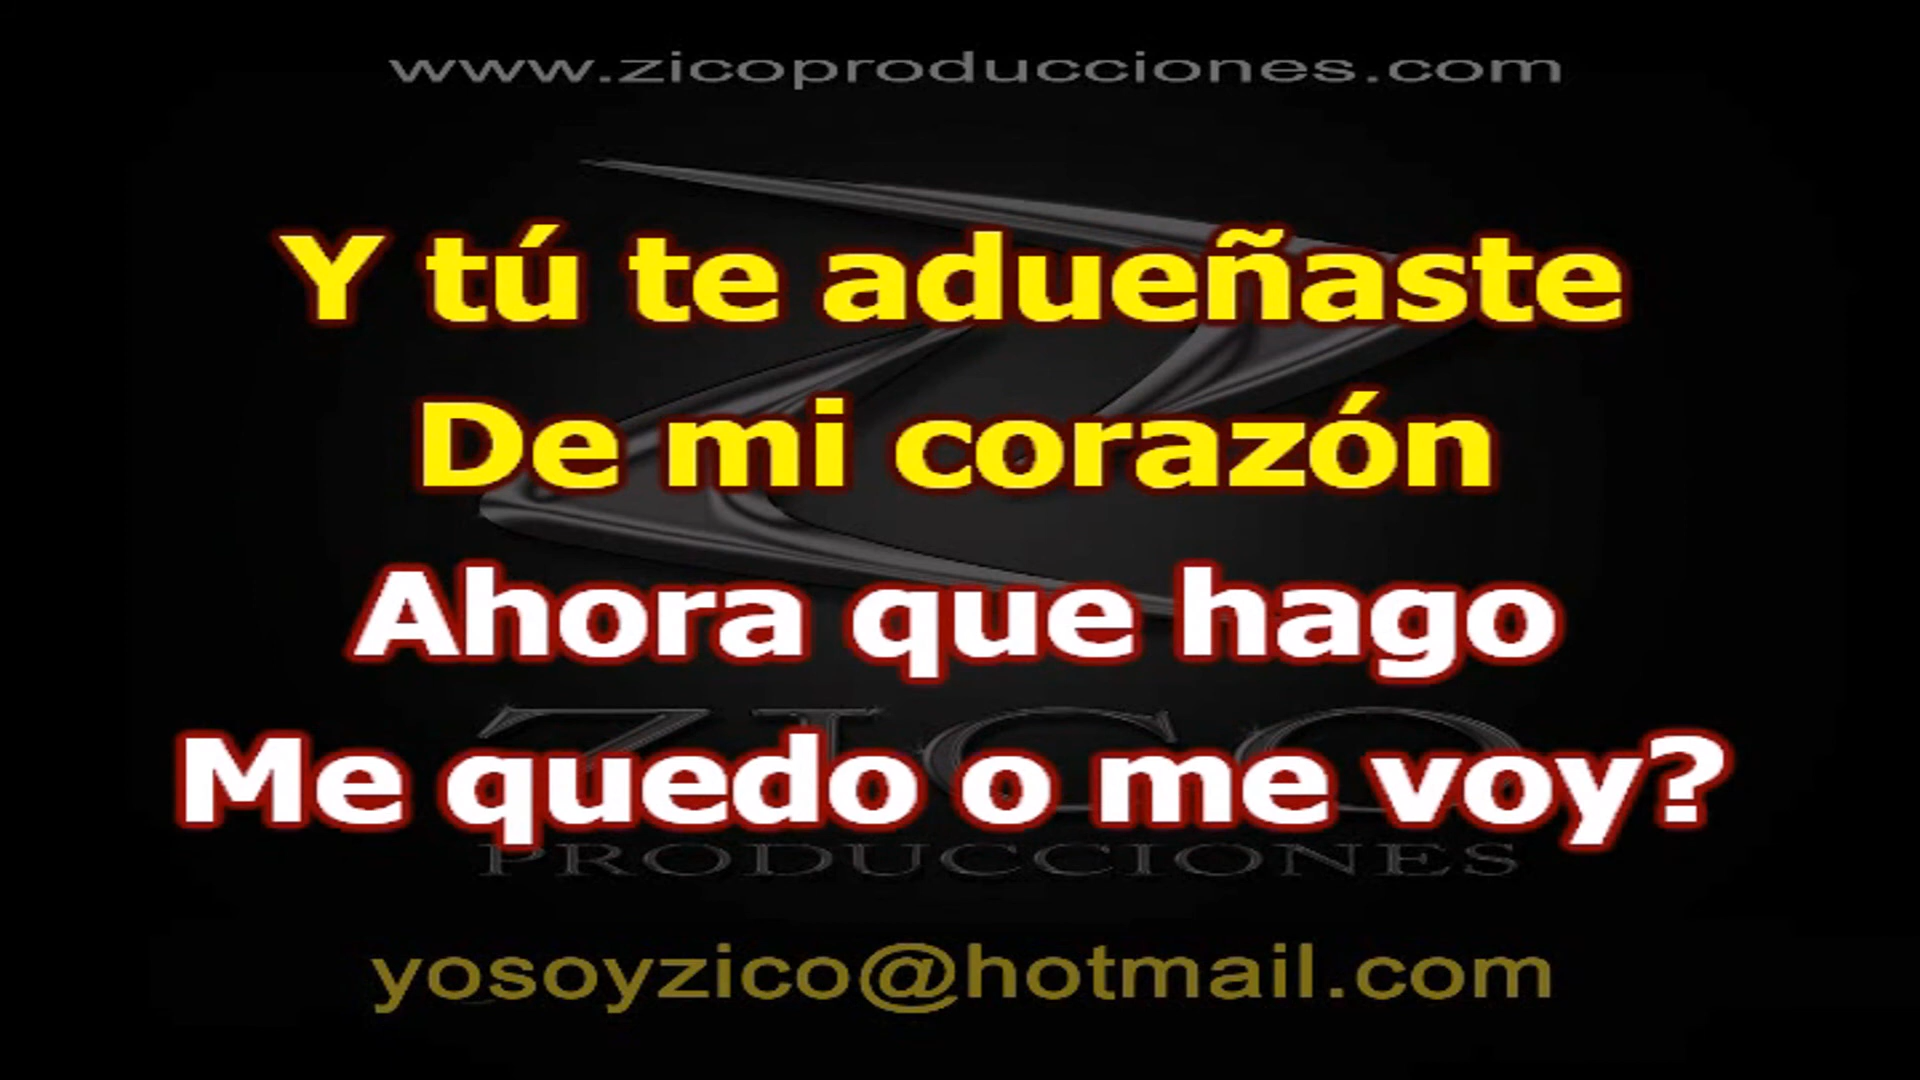 www.zicoproducciones.com
Y tú te adueñaste
De mi corazón
Ahora que hago
Me quedo o me voy?
ZICO
PRODUCCIONES
yosoyzico@hotmail.com